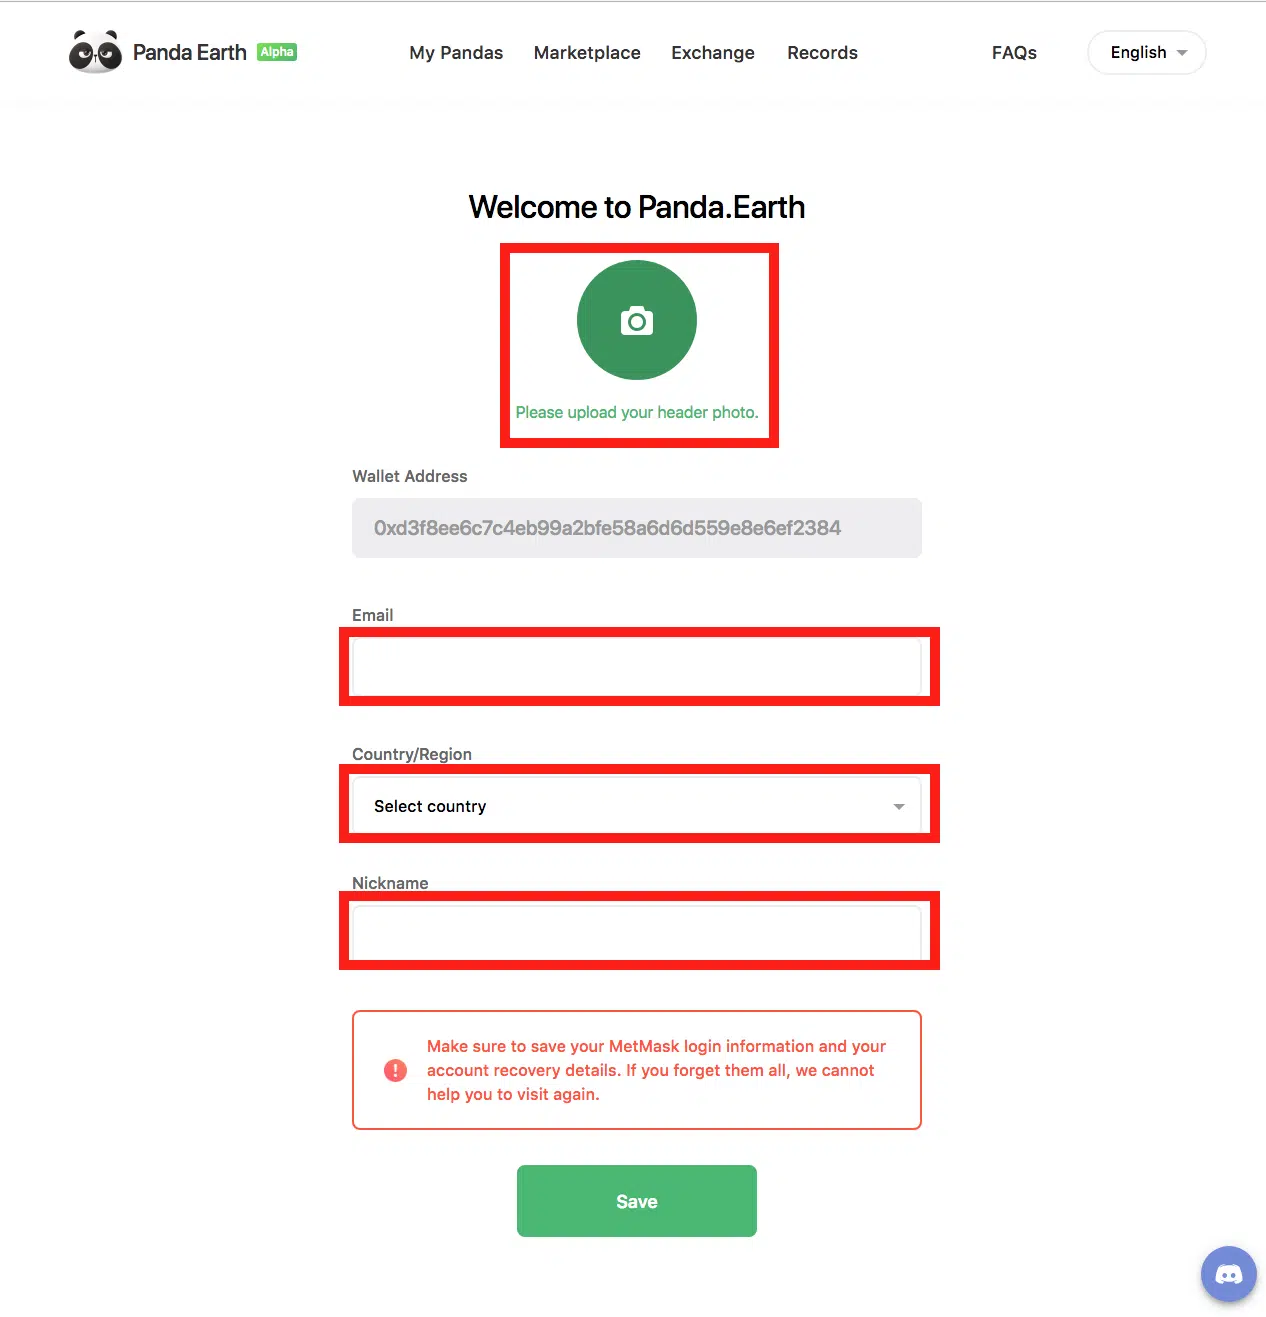 Panda Earth Alpha My Pandas Marketplace Exchange Records FAQs English
Welcome to Panda.Earth
Please upload your header photo.
Wallet Address
0xd3f8ee6c7c4eb99a2bfe58a6d6d559e8e6ef2384
Email
Country/Region
Select country
Nickname
Make sure to save your MetMask login information and your
account recovery details. If you forget them all, we cannot
help you to visit again.
Save